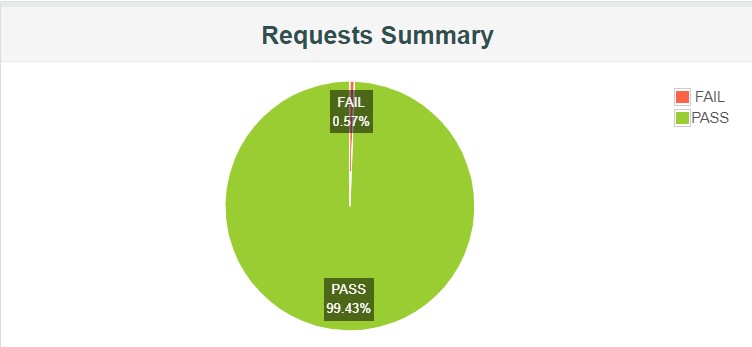 Requests Summary
FAIL
0.57%
FAIL
PASS
PASS
99.43%